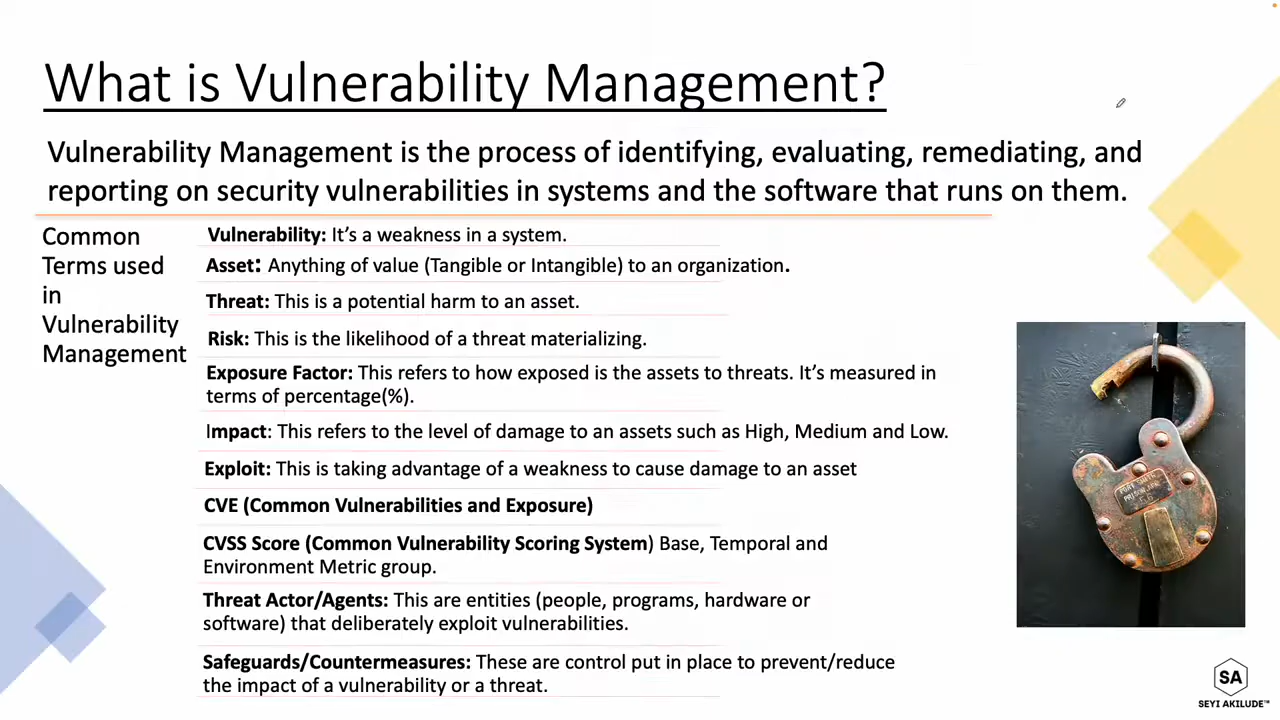 What is Vulnerability Management?
Vulnerability Management is the process of identifying, evaluating, remediating, and
reporting on security vulnerabilities in systems and the software that runs on them.
Common
Terms used
in
Vulnerability
Management
Vulnerability: It's a weakness in a system.
Asset: Anything of value (Tangible or Intangible) to an organization.
Threat: This is a potential harm to an asset.
Risk: This is the likelihood of a threat materializing.
Exposure Factor: This refers to how exposed is the assets to threats. It's measured in
terms of percentage(%).
Impact: This refers to the level of damage to an assets such as High, Medium and Low.
Exploit: This is taking advantage of a weakness to cause damage to an asset
CVE (Common Vulnerabilities and Exposure)
CVSS Score (Common Vulnerability Scoring System) Base, Temporal and
Environment Metric group.
Threat Actor/Agents: This are entities (people, programs, hardware or
software) that deliberately exploit vulnerabilities.
Safeguards/Countermeasures: These are control put in place to prevent/reduce
the impact of a vulnerability or a threat.
SA
SEYI AKILUDE™